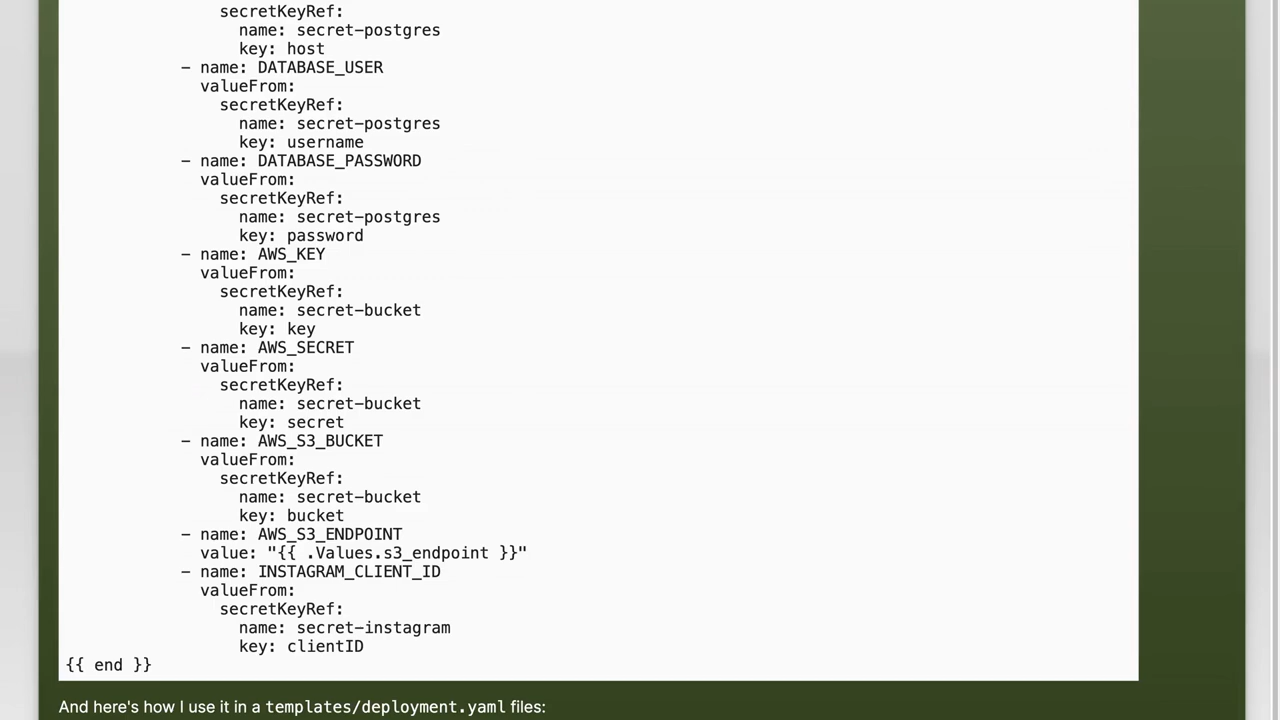 secretKeyRef:
name: secret-postgres
key: host
- name: DATABASE_USER
valueFrom:
secretKeyRef:
name: secret-postgres
key: username
- name: DATABASE_PASSWORD
valueFrom:
secretKeyRef:
name: secret-postgres
key: password
- name: AWS_KEY
valueFrom:
secretKeyRef:
name: secret-bucket
key: key
- name: AWS_SECRET
valueFrom:
secretKeyRef:
name: secret-bucket
key: secret
- name: AWS_S3_BUCKET
valueFrom:
secretKeyRef:
name: secret-bucket
key: bucket
- name: AWS_S3_ENDPOINT
value: "{{ .Values.s3_endpoint }}"
- name: INSTAGRAM_CLIENT_ID
valueFrom:
secretKeyRef:
name: secret-instagram
key: clientID
{{ end }}
And here's how I use it in a templates/deployment.yaml files: